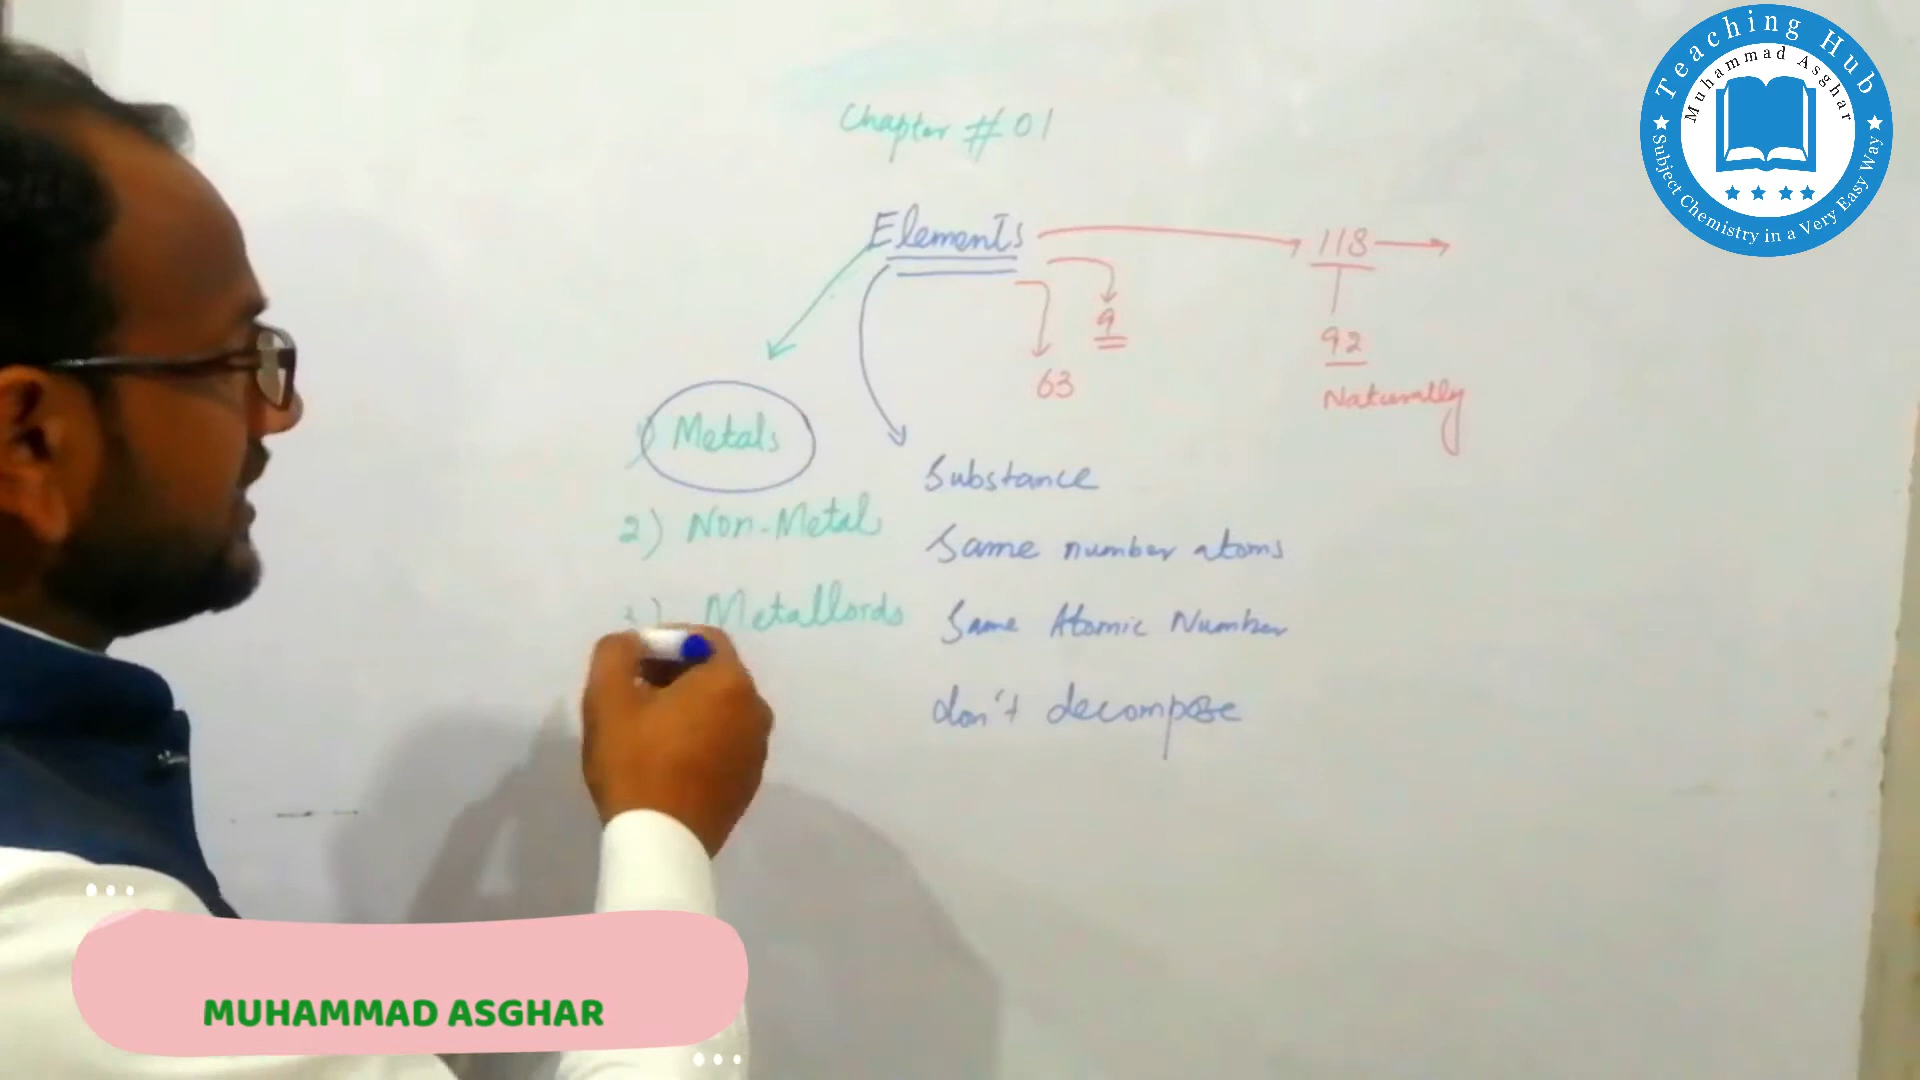 Teaching Hub
Muhammad Asghar
Subject Chemistry in a Very Easy Way
Chapter # 01
Elements
118
9
92
63
Naturally
Metals
Substance
2) Non-Metal
Same number atoms
3) Metallords
Same Atomic Number
don't decompose
MUHAMMAD ASGHAR